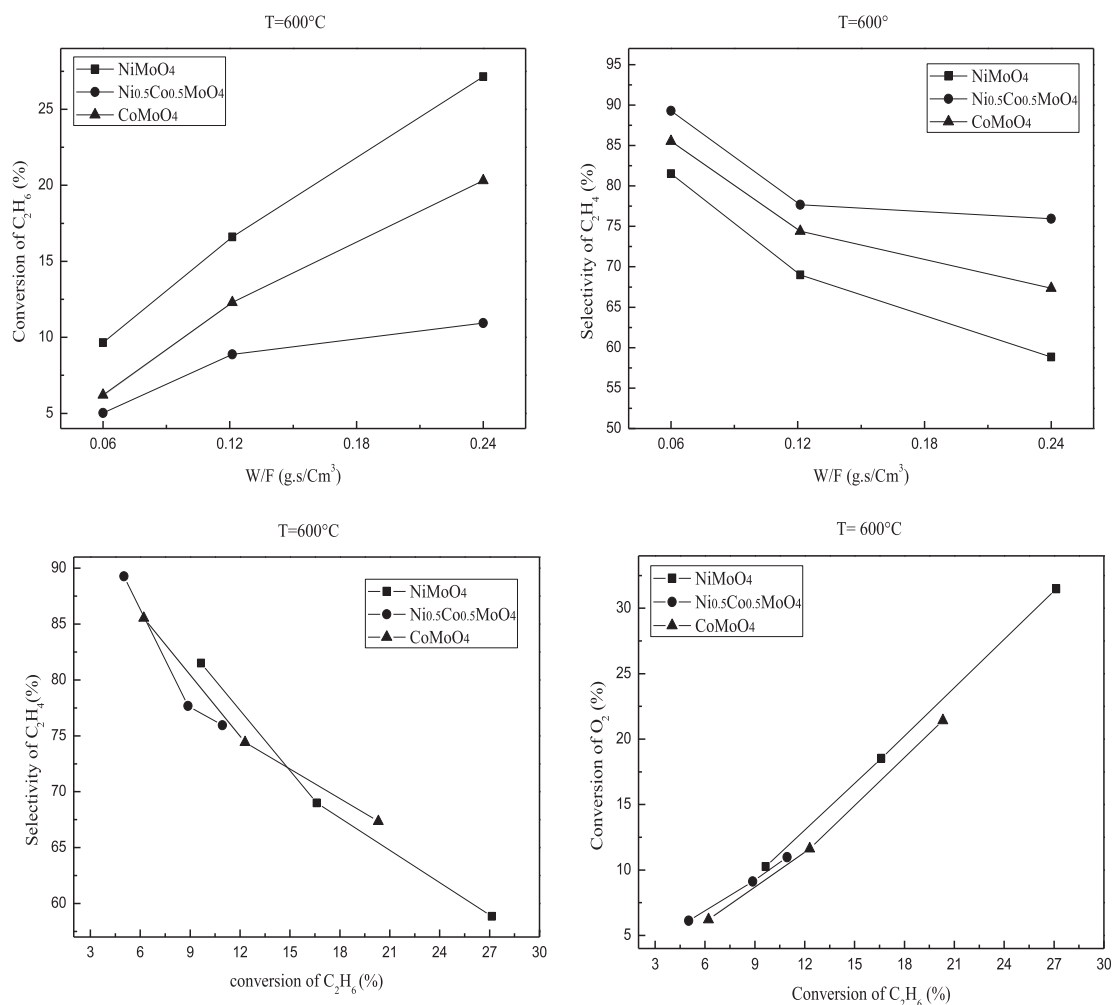 T=600°C
NiMoO4
Ni0.5Co0.5MoO4
CoMoO4
Conversion of C2H6 (%)
25
20
15
10
5
0.06 0.12 0.18 0.24
W/F (g.s/Cm3)
T=600°
NiMoO4
Ni0.5Co0.5MoO4
CoMoO4
Selectivity of C2H4 (%)
95
90
85
80
75
70
65
60
55
50
0.06 0.12 0.18 0.24
W/F (g.s/Cm3)
T=600°C
NiMoO4
Ni0.5Co0.5MoO4
CoMoO4
Selectivity of C2H4(%)
90
85
80
75
70
65
60
3 6 9 12 15 18 21 24 27 30
conversion of C2H6 (%)
T= 600°C
NiMoO4
Ni0.5Co0.5MoO4
CoMoO4
Conversion of O2 (%)
30
25
20
15
10
5
3 6 9 12 15 18 21 24 27 30
Conversion of C2H6 (%)